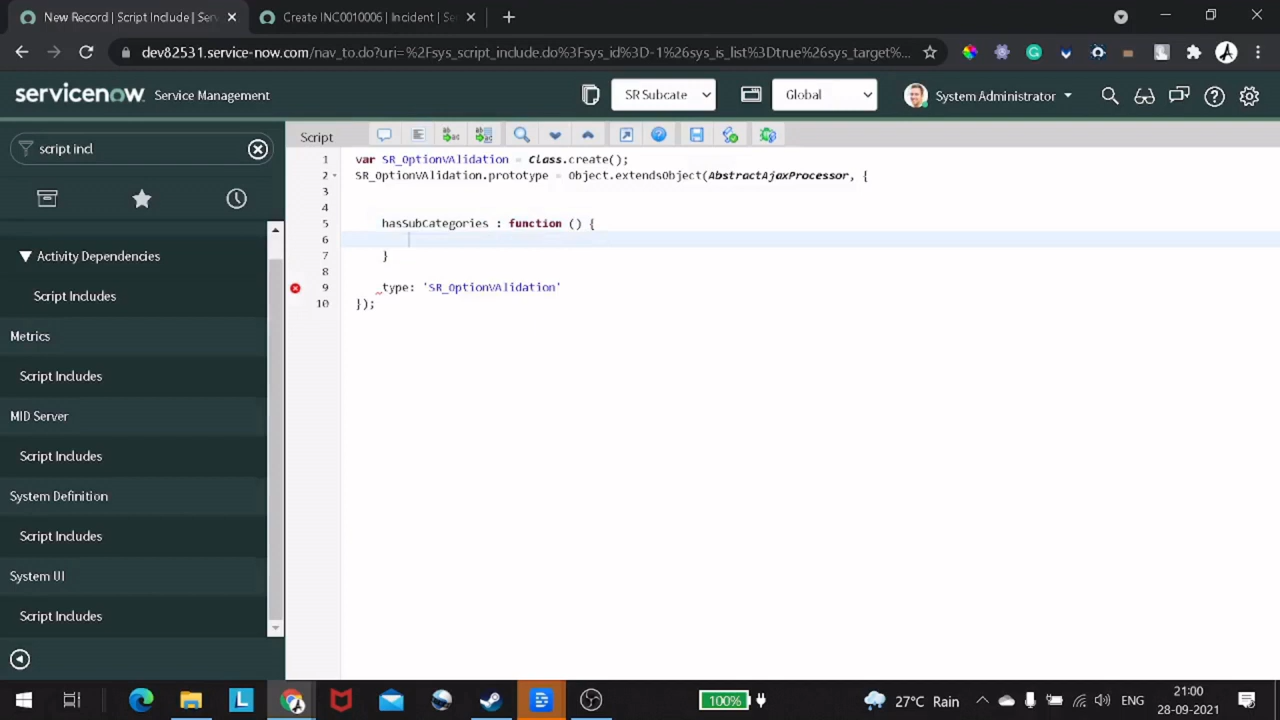 New Record | Script Include | Ser
Create INC0010006 | Incident | Se
dev82531.service-now.com/nav_to.do?uri=%2Fsys_script_include.do%3Fsys_id%3D-1%26sys_is_list%3Dtrue%26sys_target%...
servicenow. Service Management
SR Subcate
Global
System Administrator
script incl
Script
1 var SR_OptionVAlidation = Class.create();
2 SR_OptionVAlidation.prototype = Object.extendsObject(AbstractAjaxProcessor, {
3
4
5 hasSubCategories : function () {
6
7 }
8
9 type: 'SR_OptionVAlidation'
10 });
Activity Dependencies
Script Includes
Metrics
Script Includes
MID Server
Script Includes
System Definition
Script Includes
System UI
Script Includes
100%
27°C Rain
ENG
21:00
28-09-2021